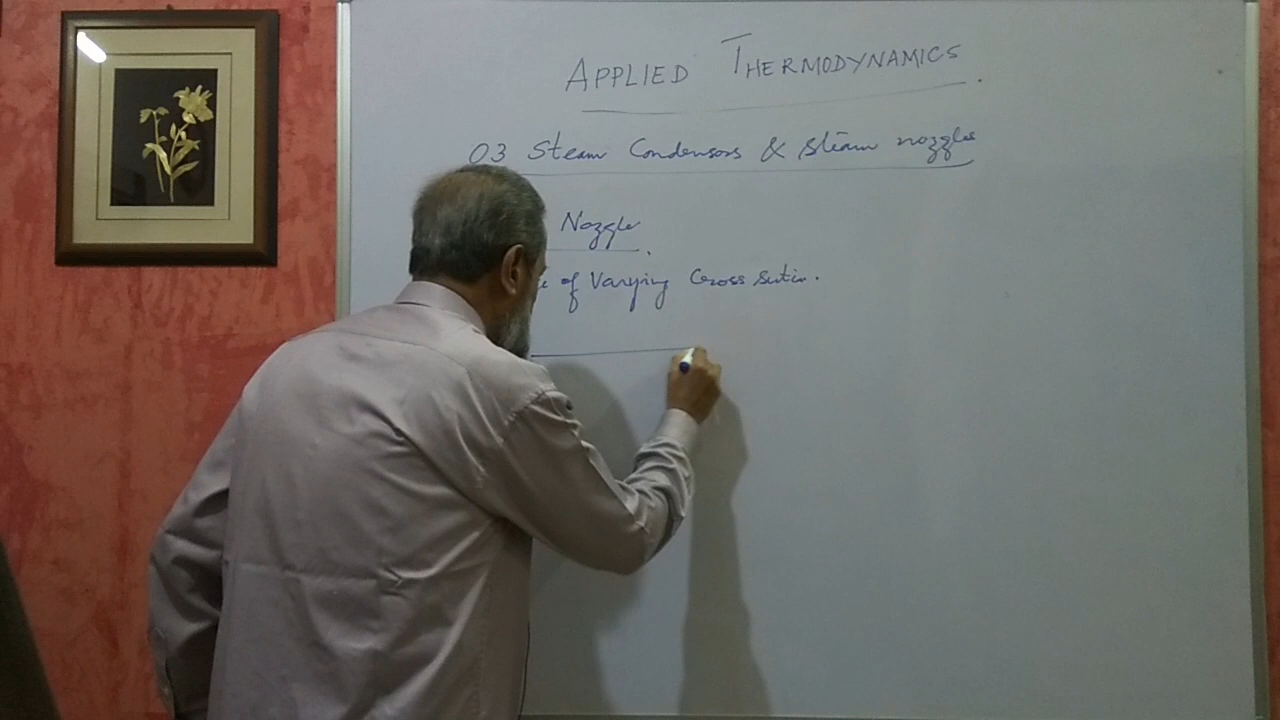 APPLIED THERMODYNAMICS.
03 Steam Condensors & Steam nozzles
Nozzle.
of Varying Cross Section.